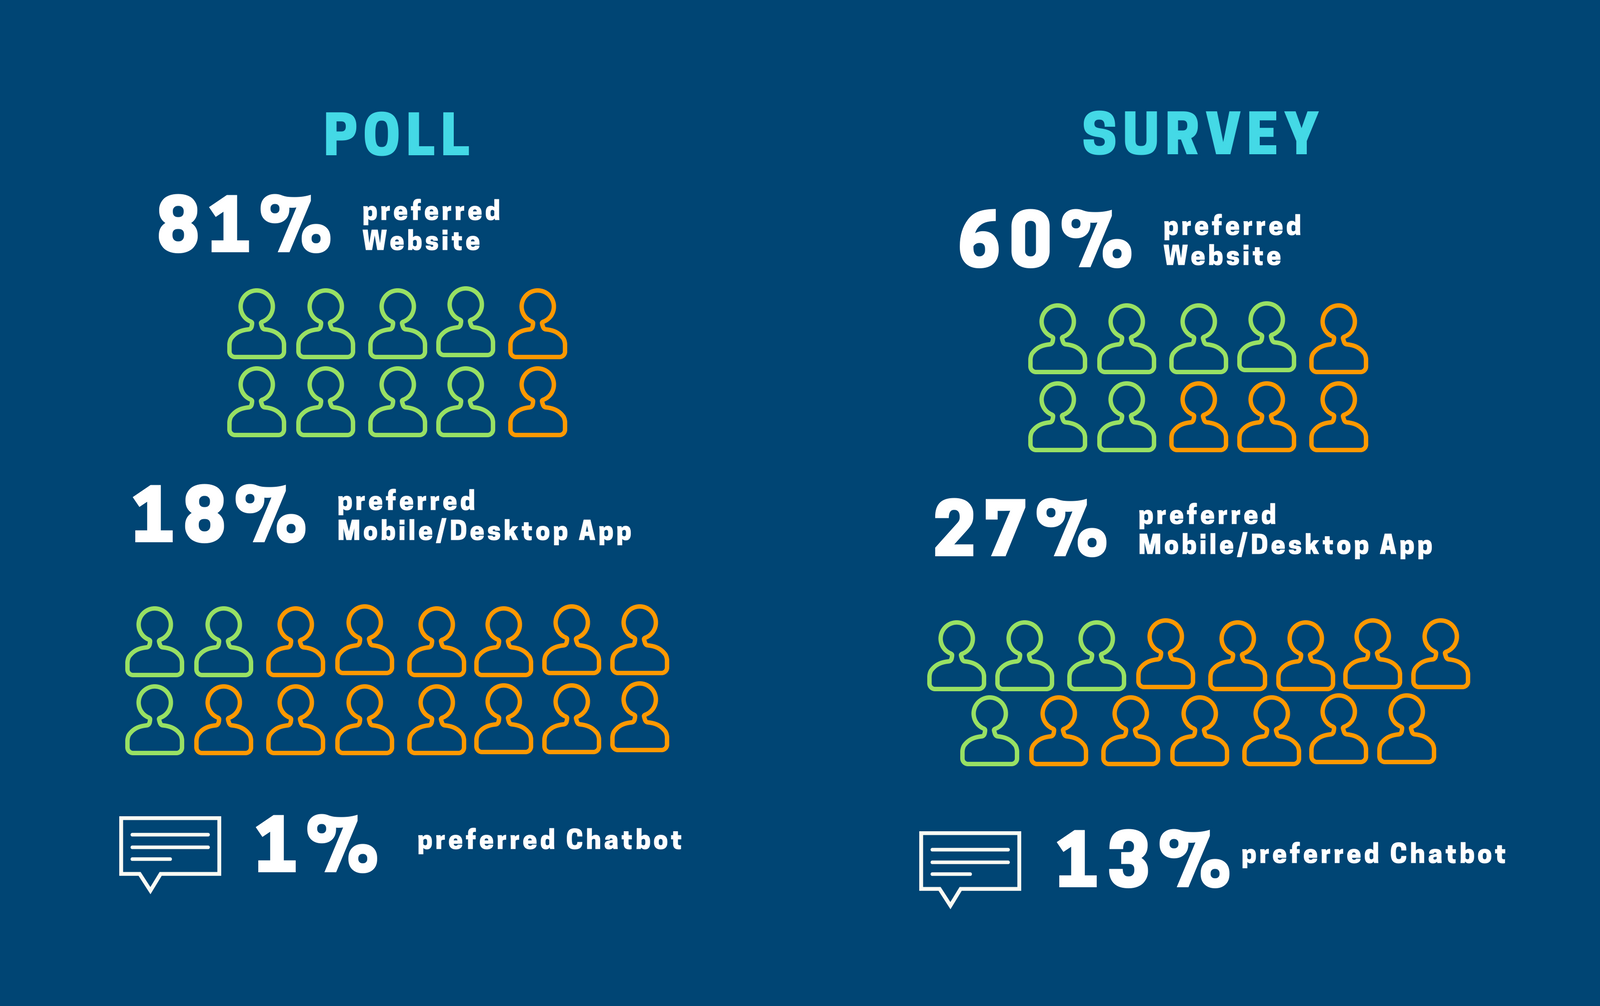 POLL
81%
preferred
Website
18%
preferred
Mobile/Desktop App
1%
preferred Chatbot
SURVEY
60%
preferred
Website
27%
preferred
Mobile/Desktop App
13%
preferred Chatbot